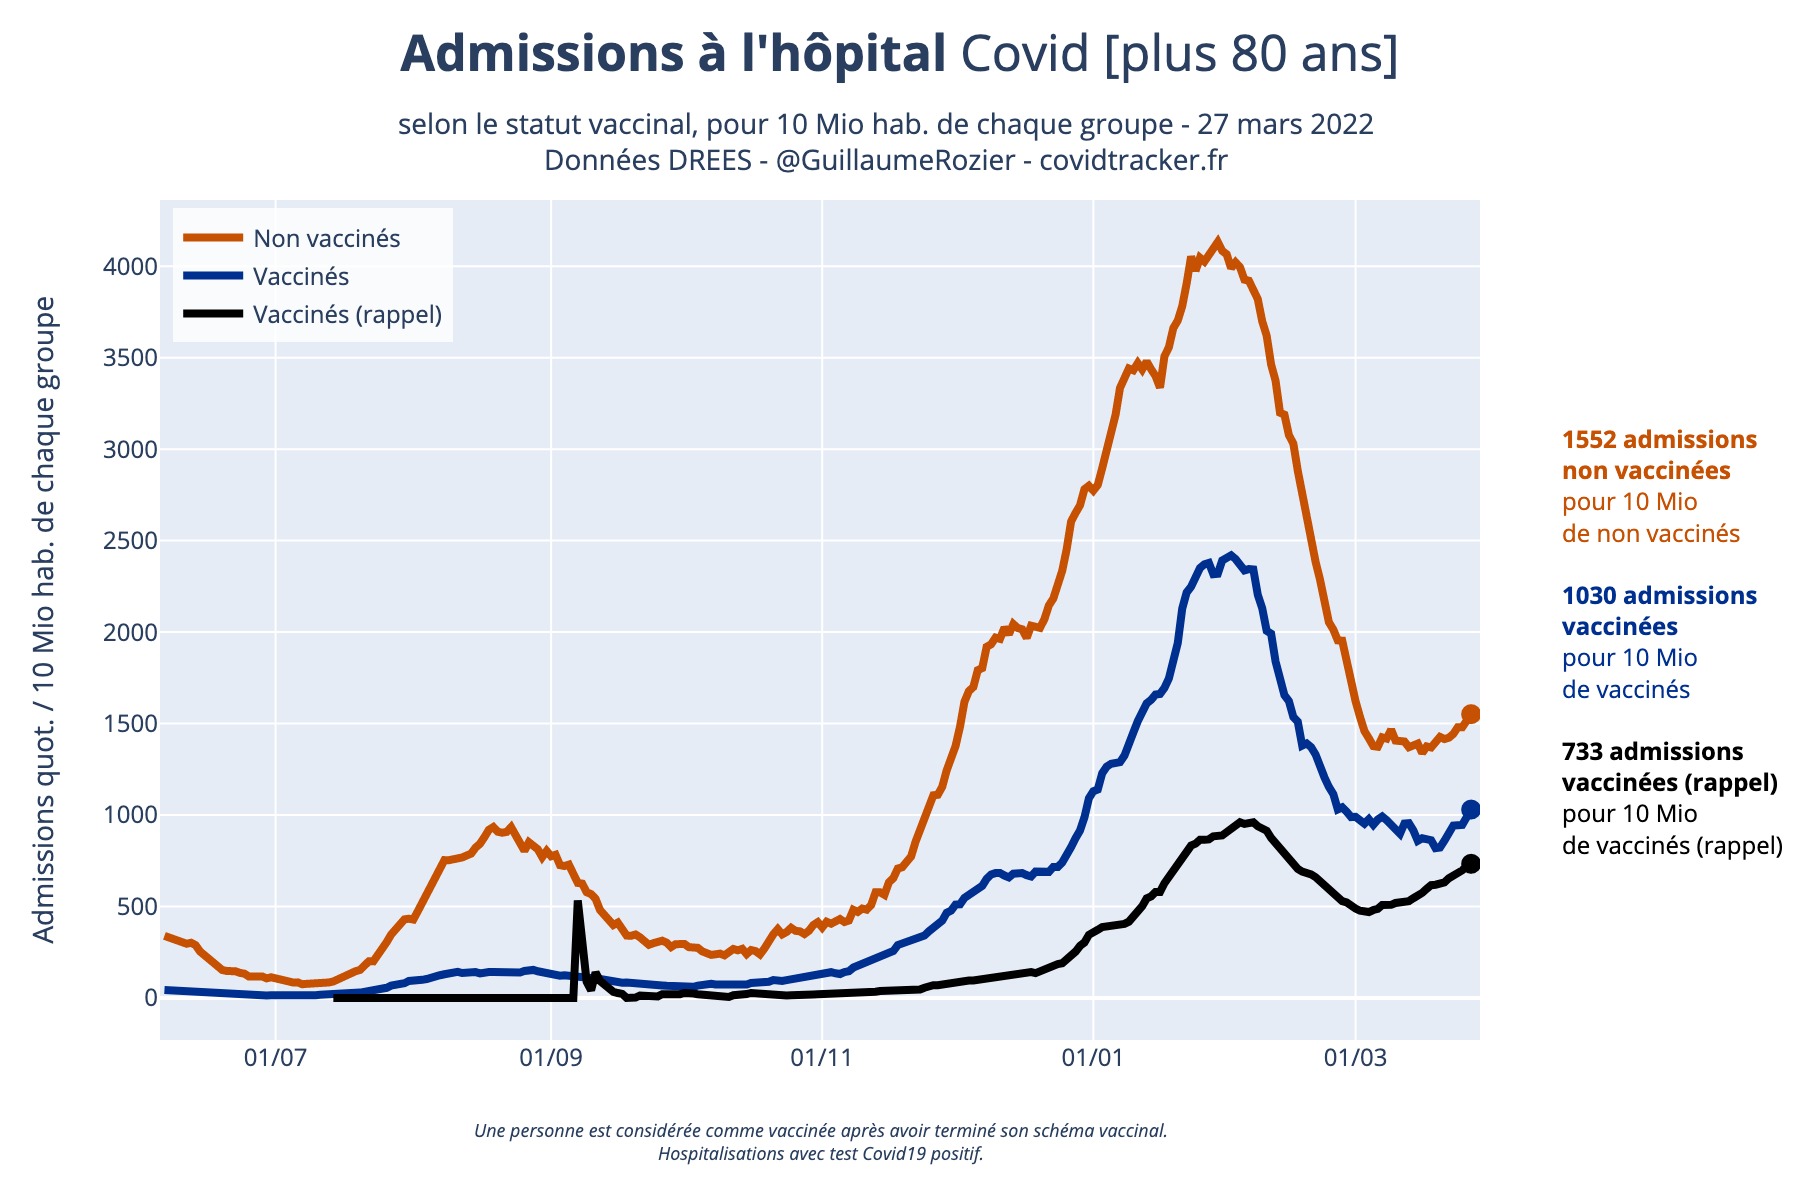 Admissions à l'hôpital Covid [plus 80 ans]
selon le statut vaccinal, pour 10 Mio hab. de chaque groupe - 27 mars 2022
Données DREES - @GuillaumeRozier - covidtracker.fr
Non vaccinés
Vaccinés
Vaccinés (rappel)
Admissions quot. / 10 Mio hab. de chaque groupe
4000
3500
3000
2500
2000
1500
1000
500
0
01/07
01/09
01/11
01/01
01/03
1552 admissions
non vaccinées
pour 10 Mio
de non vaccinés
1030 admissions
vaccinées
pour 10 Mio
de vaccinés
733 admissions
vaccinées (rappel)
pour 10 Mio
de vaccinés (rappel)
Une personne est considérée comme vaccinée après avoir terminé son schéma vaccinal.
Hospitalisations avec test Covid19 positif.